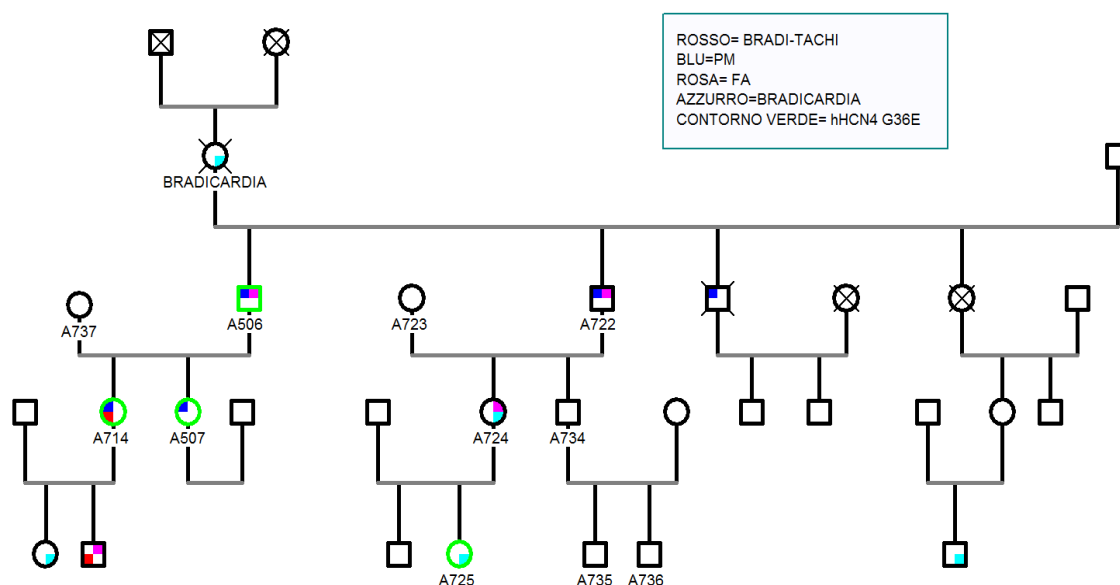 ROSSO= BRADI-TACHI
BLU=PM
ROSA= FA
AZZURRO=BRADICARDIA
CONTORNO VERDE= hHCN4 G36E
BRADICARDIA
A737
A506
A723
A722
A714
A507
A724
A734
A725
A735
A736